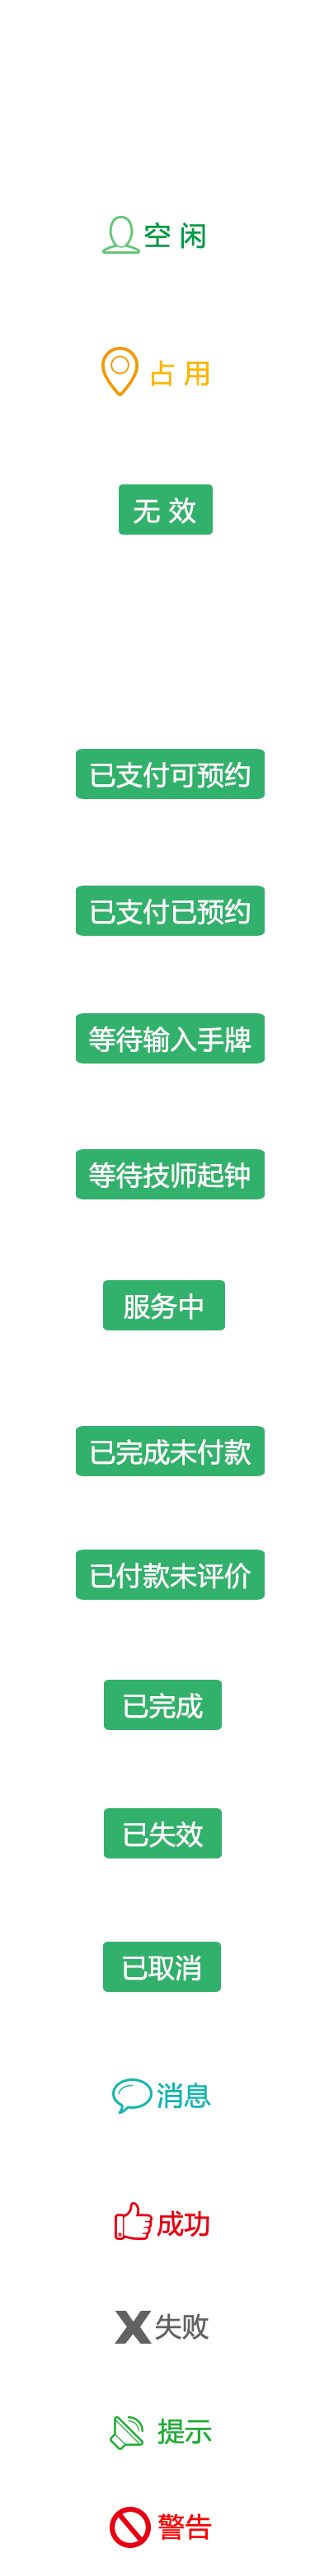 空 闲
占 用
无 效
已支付可预约
已支付已预约
等待输入手牌
等待技师起钟
服务中
已完成未付款
已付款未评价
已完成
已失效
已取消
消息
成功
失败
提示
警告